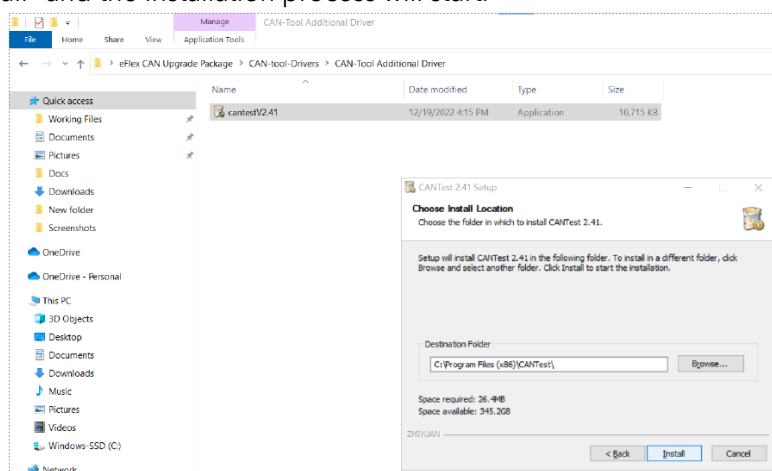 and the installation process will start.
Manage
CAN-Tool Additional Driver
File
Home
Share
View
Application Tools
eFlex CAN Upgrade Package > CAN-tool-Drivers > CAN-Tool Additional Driver
Name
Date modified
Type
Size
Quick access
cantestV2.41
12/19/2022 4:15 PM
Application
10,715 KB
Working Files
Documents
Pictures
Docs
Downloads
New folder
Screenshots
OneDrive
OneDrive - Personal
This PC
3D Objects
Desktop
Documents
Downloads
Music
Pictures
Videos
Windows-SSD (C:)
Network
CANTest 2.41 Setup
Choose Install Location
Choose the folder in which to install CANTest 2.41.
Setup will install CANTest 2.41 in the following folder. To install in a different folder, click
Browse and select another folder. Click Install to start the installation.
Destination Folder
C:\Program Files (x86)\CANTest\
Browse...
Space required: 26.4MB
Space available: 345.2GB
ZHIYUAN
< Back
Install
Cancel